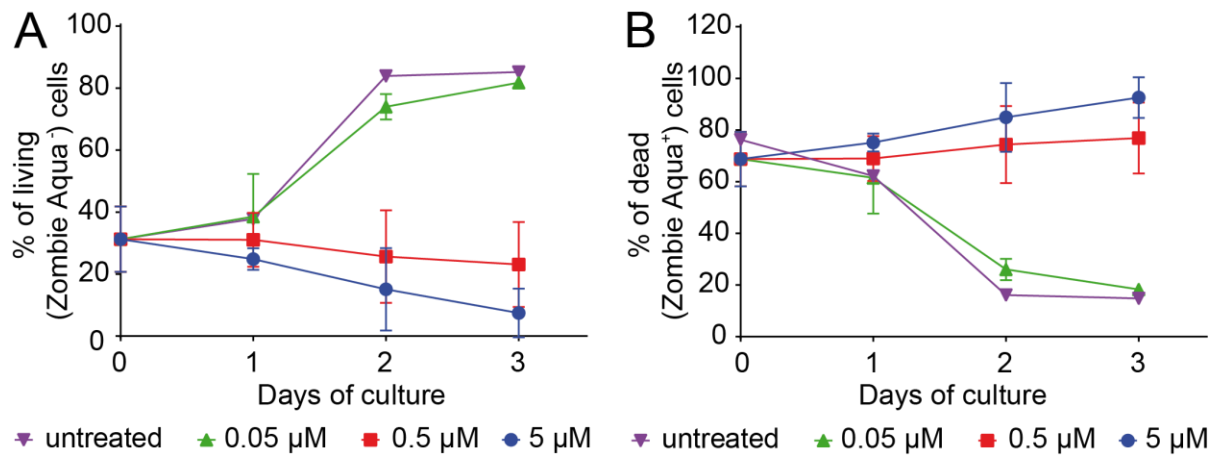 A
100
80
60
40
20
0
% of living
(Zombie Aqua⁻) cells
0 1 2 3
Days of culture
untreated 0.05 µM 0.5 µM 5 µM
B
120
100
80
60
40
20
0
% of dead
(Zombie Aqua⁺) cells
0 1 2 3
Days of culture
untreated 0.05 µM 0.5 µM 5 µM